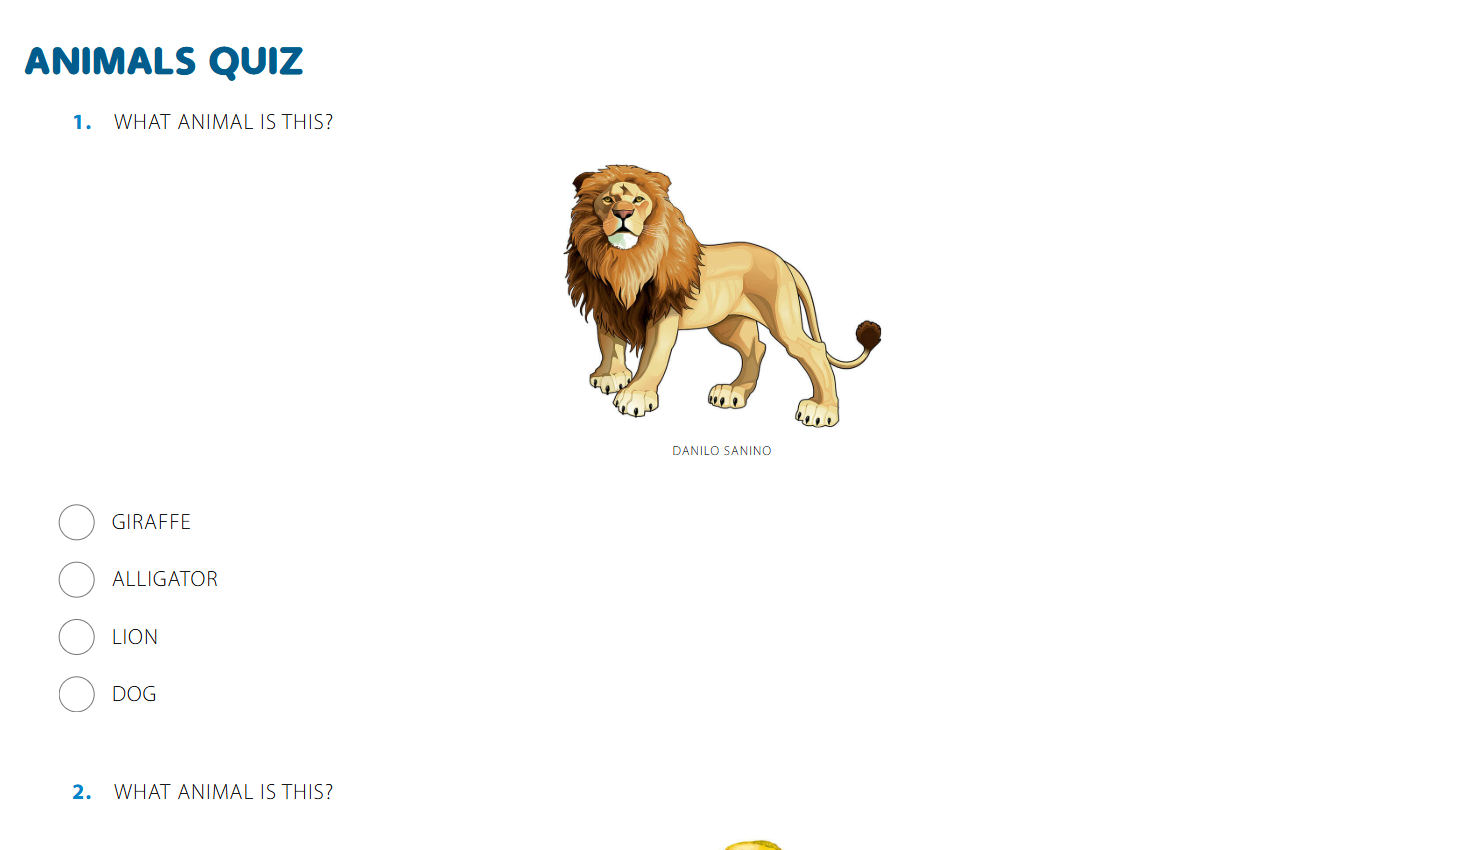 ANIMALS QUIZ
1. WHAT ANIMAL IS THIS?
DANILO SANINO
GIRAFFE
ALLIGATOR
LION
DOG
2. WHAT ANIMAL IS THIS?